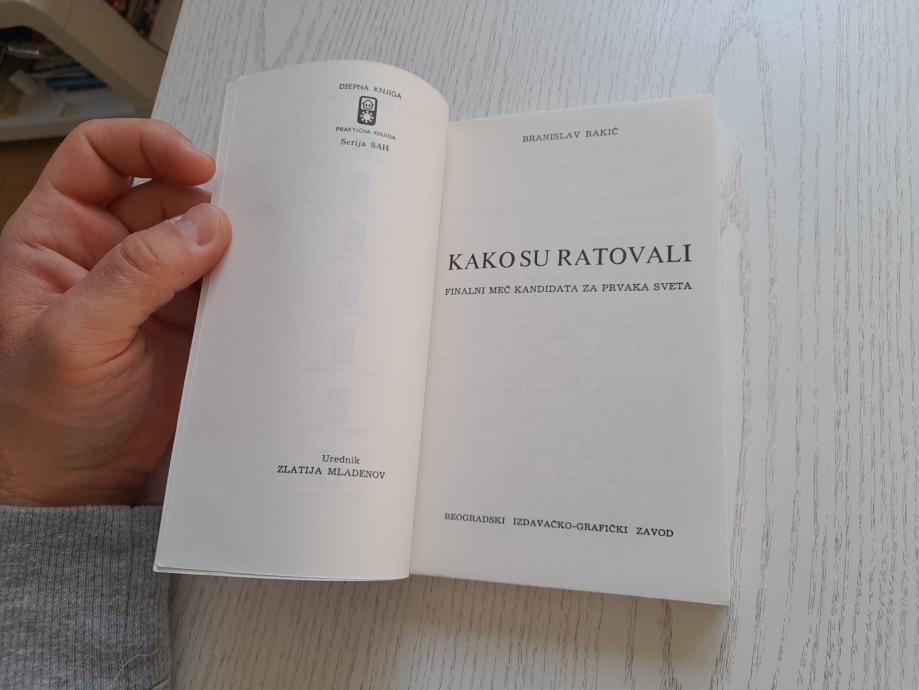 DŽEPNA KNJIGA
PRAKTIČNA KNJIGA
Serija ŠAH
Urednik
ZLATIJA MLADENOV
BRANISLAV RAKIČ
KAKO SU RATOVALI
FINALNI MEČ KANDIDATA ZA PRVAKA SVETA
BEOGRADSKI IZDAVAČKO-GRAFIČKI ZAVOD